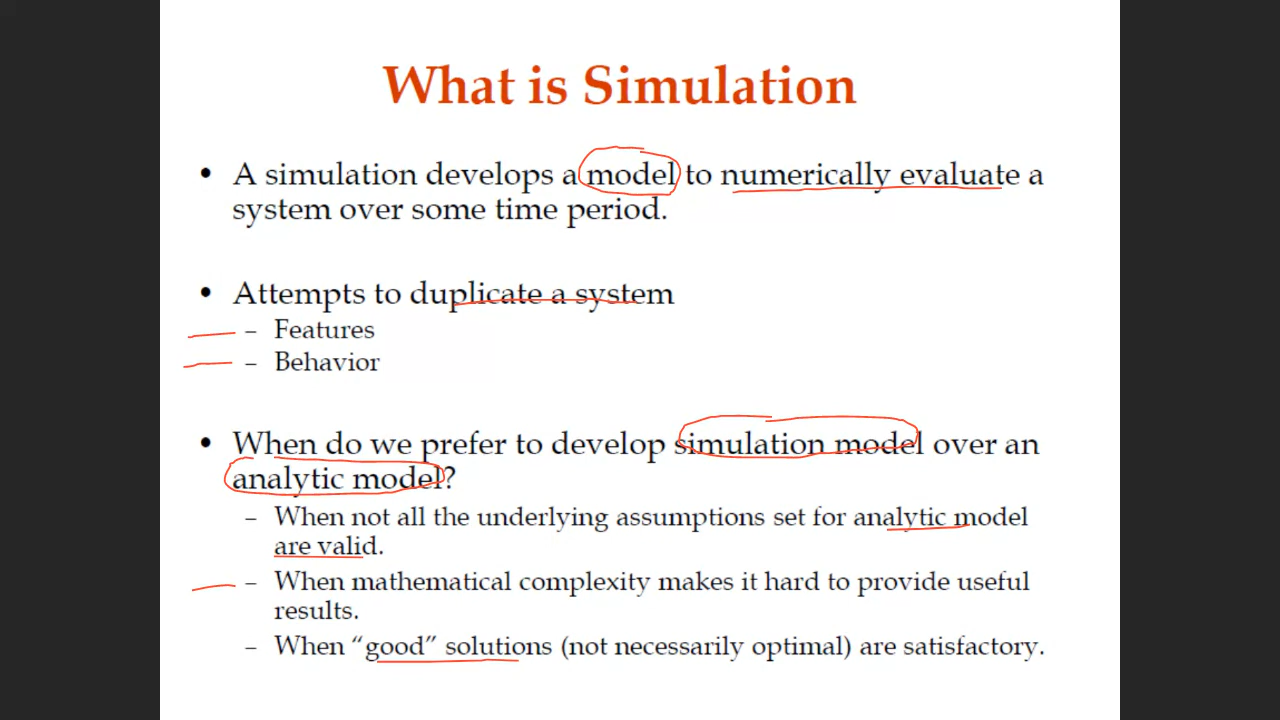 What is Simulation
• A simulation develops a model to numerically evaluate a
system over some time period.
• Attempts to duplicate a system
– Features
– Behavior
• When do we prefer to develop simulation model over an
analytic model?
– When not all the underlying assumptions set for analytic model
are valid.
– When mathematical complexity makes it hard to provide useful
results.
– When “good” solutions (not necessarily optimal) are satisfactory.